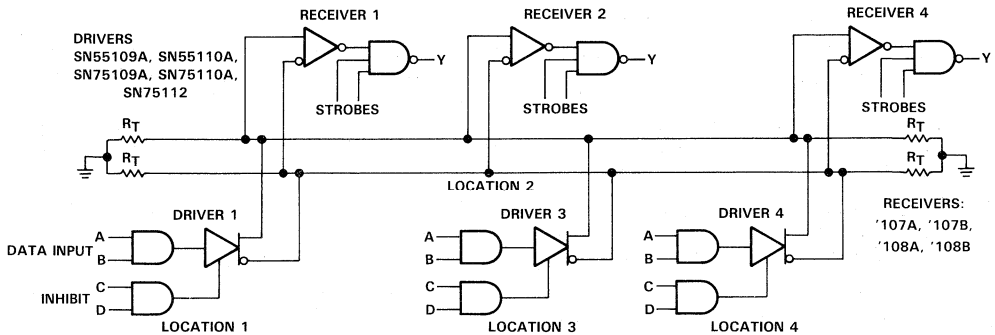 RECEIVER 1
RECEIVER 2
RECEIVER 4
DRIVERS
SN55109A, SN55110A,
SN75109A, SN75110A,
SN75112
Y
Y
Y
STROBES
STROBES
STROBES
RT
RT
RT
RT
LOCATION 2
RECEIVERS:
'107A, '107B,
'108A, '108B
DRIVER 1
DRIVER 3
DRIVER 4
DATA INPUT
A
B
INHIBIT
C
D
A
B
C
D
A
B
C
D
LOCATION 1
LOCATION 3
LOCATION 4